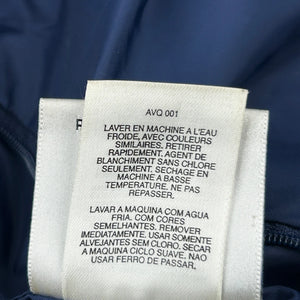 AVQ 001
LAVER EN MACHINE A L'EAU
FROIDE, AVEC COULEURS
SIMILAIRES. RETIRER
RAPIDEMENT. AGENT DE
BLANCHIMENT SANS CHLORE
SEULEMENT. SECHAGE EN
MACHINE A BASSE
TEMPERATURE. NE PAS
REPASSER.
LAVAR A MAQUINA COM AGUA
FRIA. COM CORES
SEMELHANTES. REMOVER
IMEDIATAMENTE. USAR SOMENTE
ALVEJANTES SEM CLORO. SECAR
A MAQUINA CICLO SUAVE. NAO
USAR FERRO DE PASSAR.